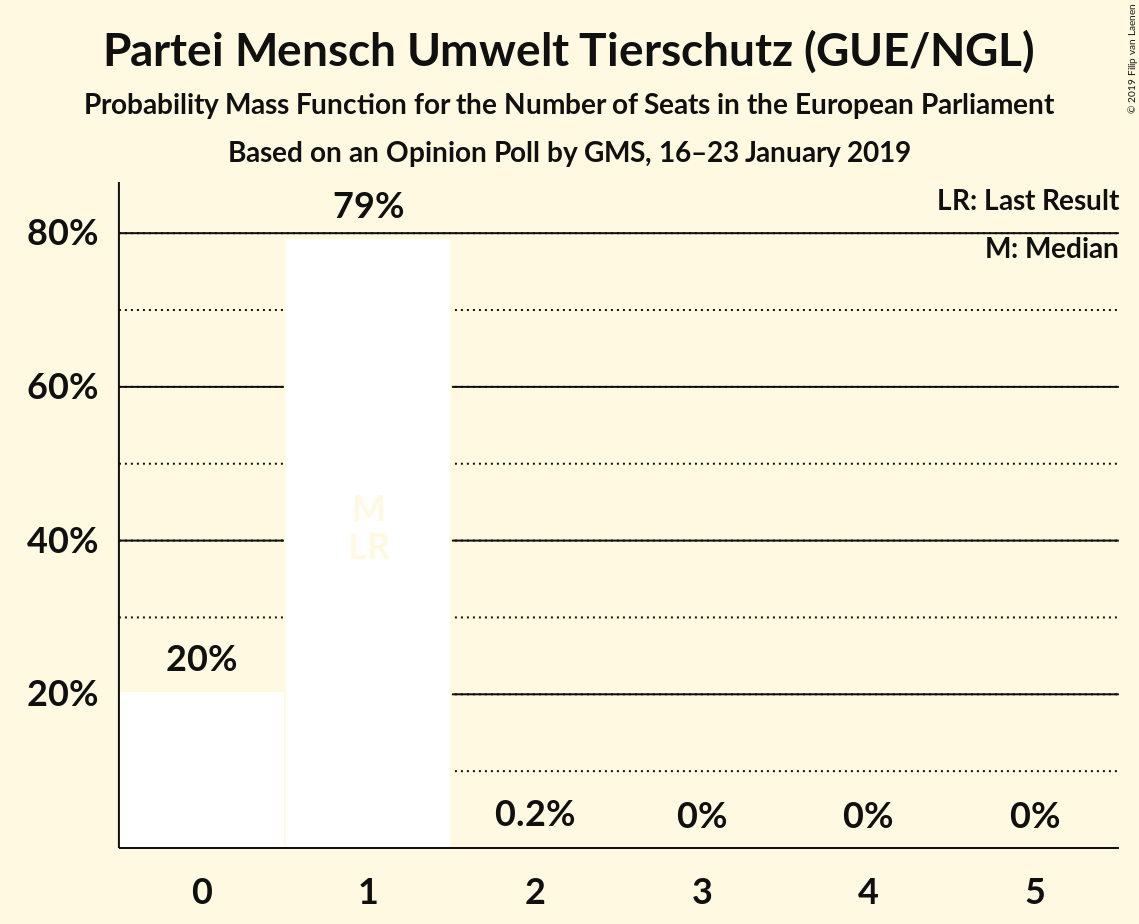 Partei Mensch Umwelt Tierschutz (GUE/NGL)
Probability Mass Function for the Number of Seats in the European Parliament
Based on an Opinion Poll by GMS, 16–23 January 2019
© 2019 Filip van Laenen
LR: Last Result
M: Median
80%
60%
40%
20%
79%
M
LR
20%
0.2%
0%
0%
0%
0
1
2
3
4
5